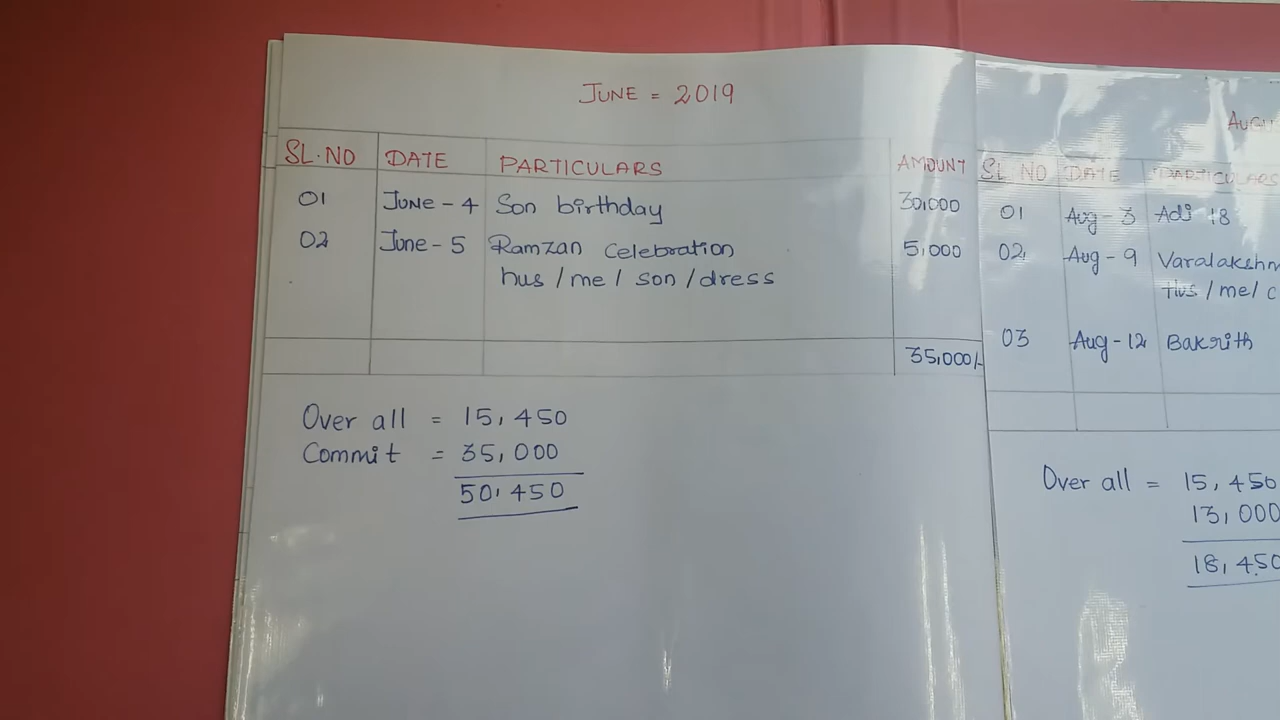 JUNE = 2019
SL.NO DATE PARTICULARS AMOUNT
01 JUNE - 4 Son birthday 30,000
02 June - 5 Ramzan celebration 5,000
hus / me / son / dress
35,000/-
Over all = 15,450
Commit = 35,000
50,450
AUGU
SL NO DATE PARTICULARS
01 Aug - 3 Adi 18
02 Aug - 9 Varalakshm
Hus / me / c
03 Aug - 12 Bakrith
Over all = 15,450
13,000
18,450